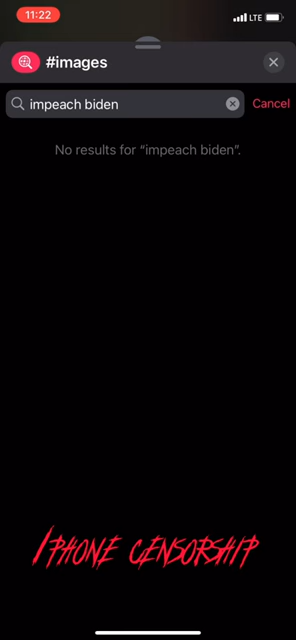 11:22 LTE
#images
impeach biden Cancel
No results for “impeach biden”.
IPHONE CENSORSHIP